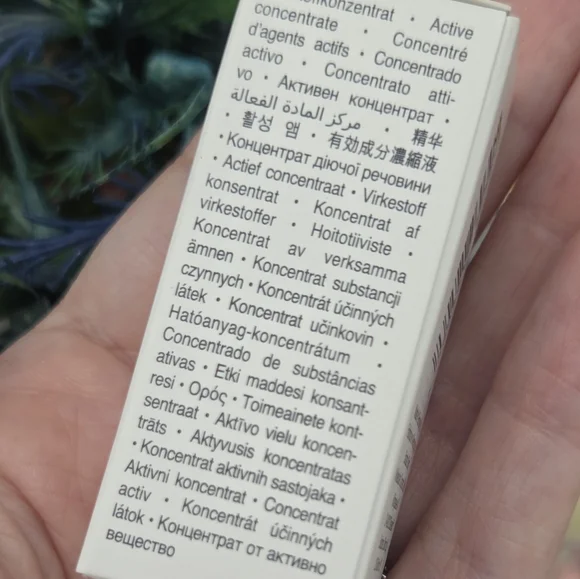 concentrate • Active
d'agents actifs • Concentré
activo • Concentrado
vo • Concentrato atti-
• Активен концентрат •
مركز المادة الفعالة • 精华
• 활성 앰 • 有効成分濃縮液
• Концентрат діючої речовини
• Actief concentraat • Virkestoff
konsentrat • Koncentrat af
virkestoffer • Hoitotiiviste •
Koncentrat av verksamma
ämnen • Koncentrat substancji
czynnych • Koncentrát účinných
látek • Koncentrat učinkovin •
Hatóanyag-koncentrátum •
Concentrado de substâncias
ativas • Etki maddesi konsant-
resi • Ορός • Toimeainete kont-
sentraat • Aktīvo vielu koncen-
trāts • Aktyvusis koncentratas
• Koncentrat aktivnih sastojaka •
Aktivni koncentrat • Concentrat
activ • Koncentrát účinných
látok • Концентрат от активно
вещество